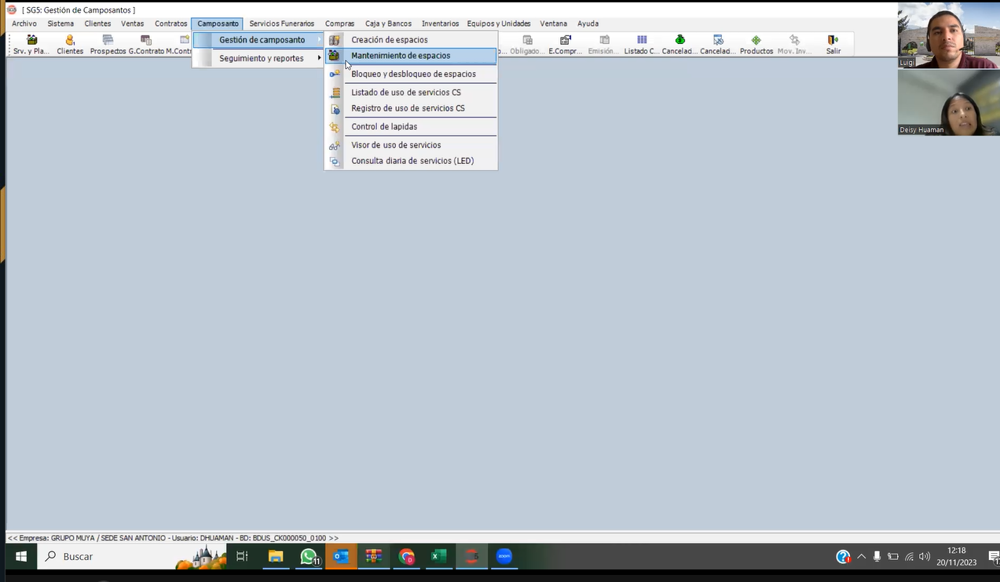 [ SG5: Gestión de Camposantos ]
Archivo Sistema Clientes Ventas Contratos Camposanto Servicios Funerarios Compras Caja y Bancos Inventarios Equipos y Unidades Ventana Ayuda
Srv. y Pla... Clientes Prospectos G.Contrato M.Contr
Obligado... E.Compr... Emisión... Listado C... Cancelad... Cancelad... Productos Mov. Inv... Salir
Gestión de camposanto
Seguimiento y reportes
Creación de espacios
Mantenimiento de espacios
Bloqueo y desbloqueo de espacios
Listado de uso de servicios CS
Registro de uso de servicios CS
Control de lapidas
Visor de uso de servicios
Consulta diaria de servicios (LED)
Luigi
Deisy Huaman
<< Empresa: GRUPO MUYA / SEDE SAN ANTONIO - Usuario: DHUAMAN - BD: BDUS_CK000050_0100 >>
Buscar
11
zoom
12:18
20/11/2023